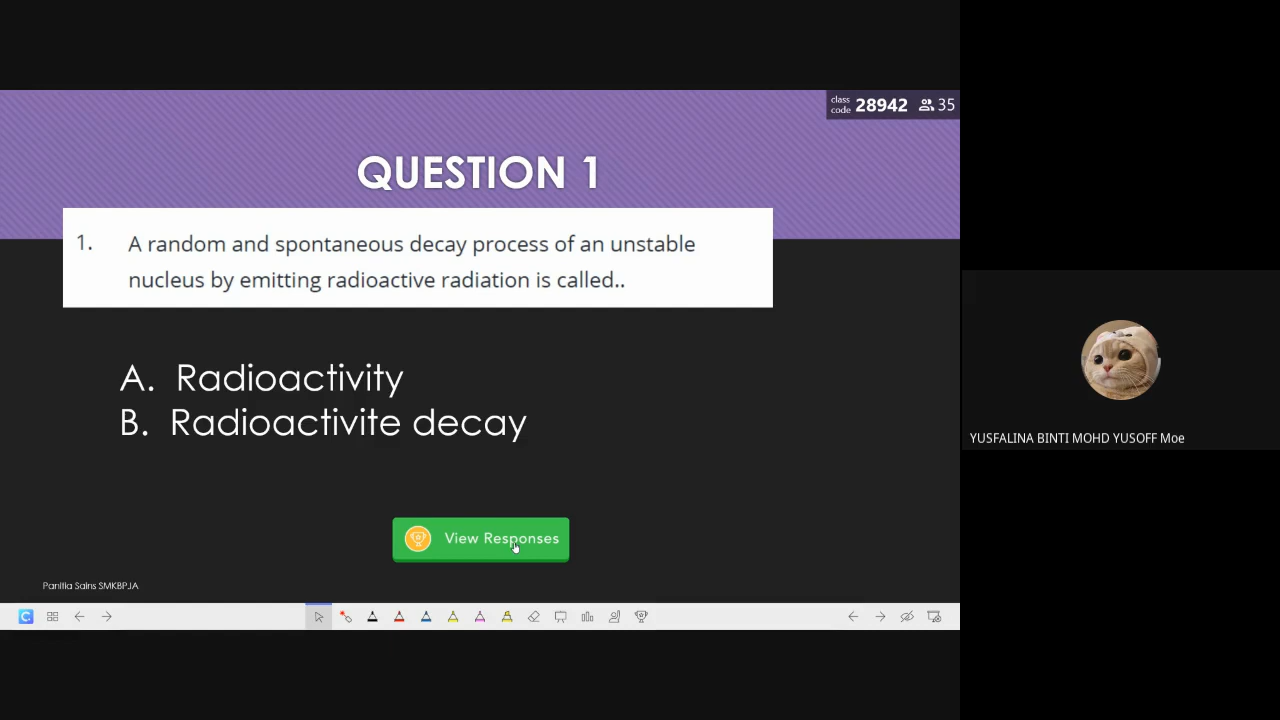 class
code 28942 35
QUESTION 1
1. A random and spontaneous decay process of an unstable
nucleus by emitting radioactive radiation is called..
A. Radioactivity
B. Radioactivite decay
View Responses
Panitia Sains SMKBPJA
YUSFALINA BINTI MOHD YUSOFF Moe